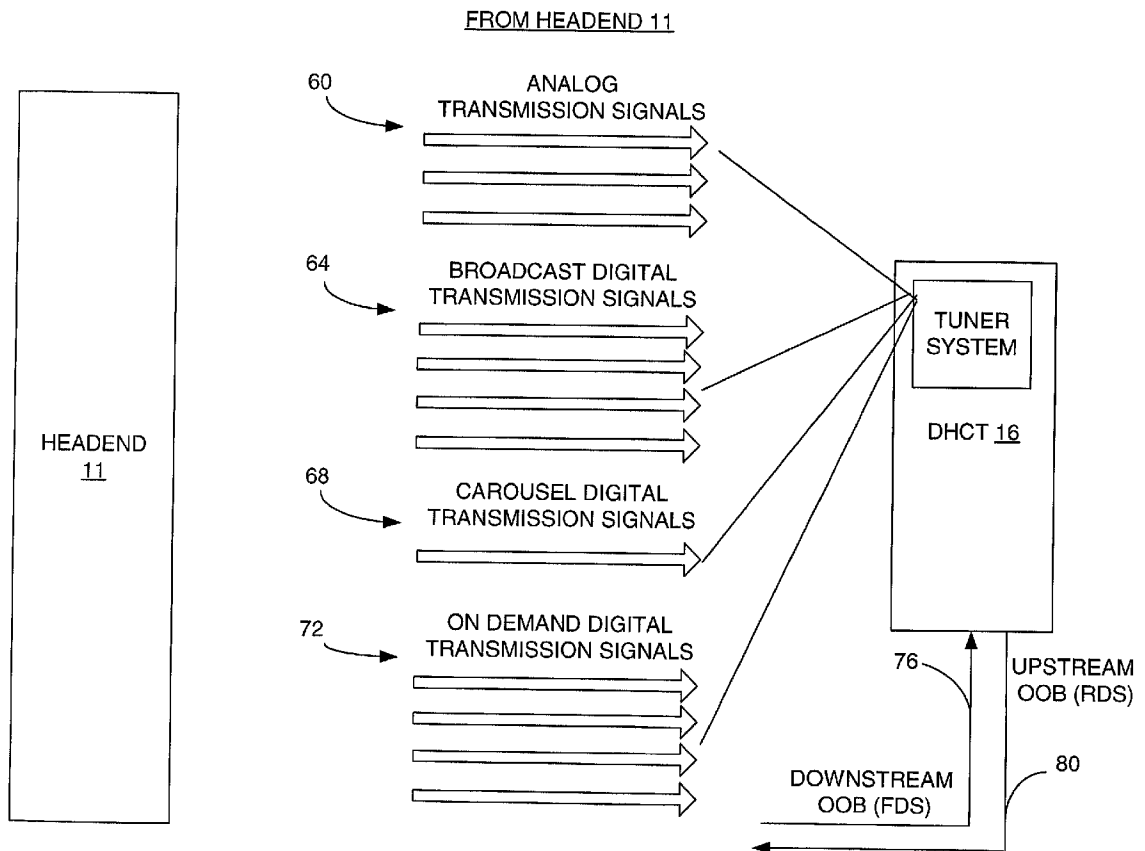 FROM HEADEND 11
60
ANALOG
TRANSMISSION SIGNALS
64
BROADCAST DIGITAL
TRANSMISSION SIGNALS
TUNER
SYSTEM
DHCT 16
HEADEND
11
68
CAROUSEL DIGITAL
TRANSMISSION SIGNALS
72
ON DEMAND DIGITAL
TRANSMISSION SIGNALS
76
UPSTREAM
OOB (RDS)
DOWNSTREAM
OOB (FDS)
80